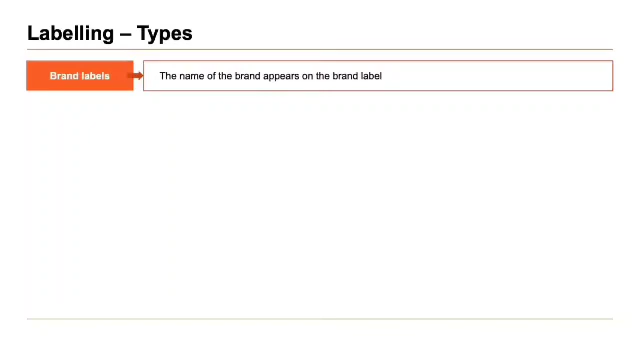 Labelling – Types
Brand labels
The name of the brand appears on the brand label